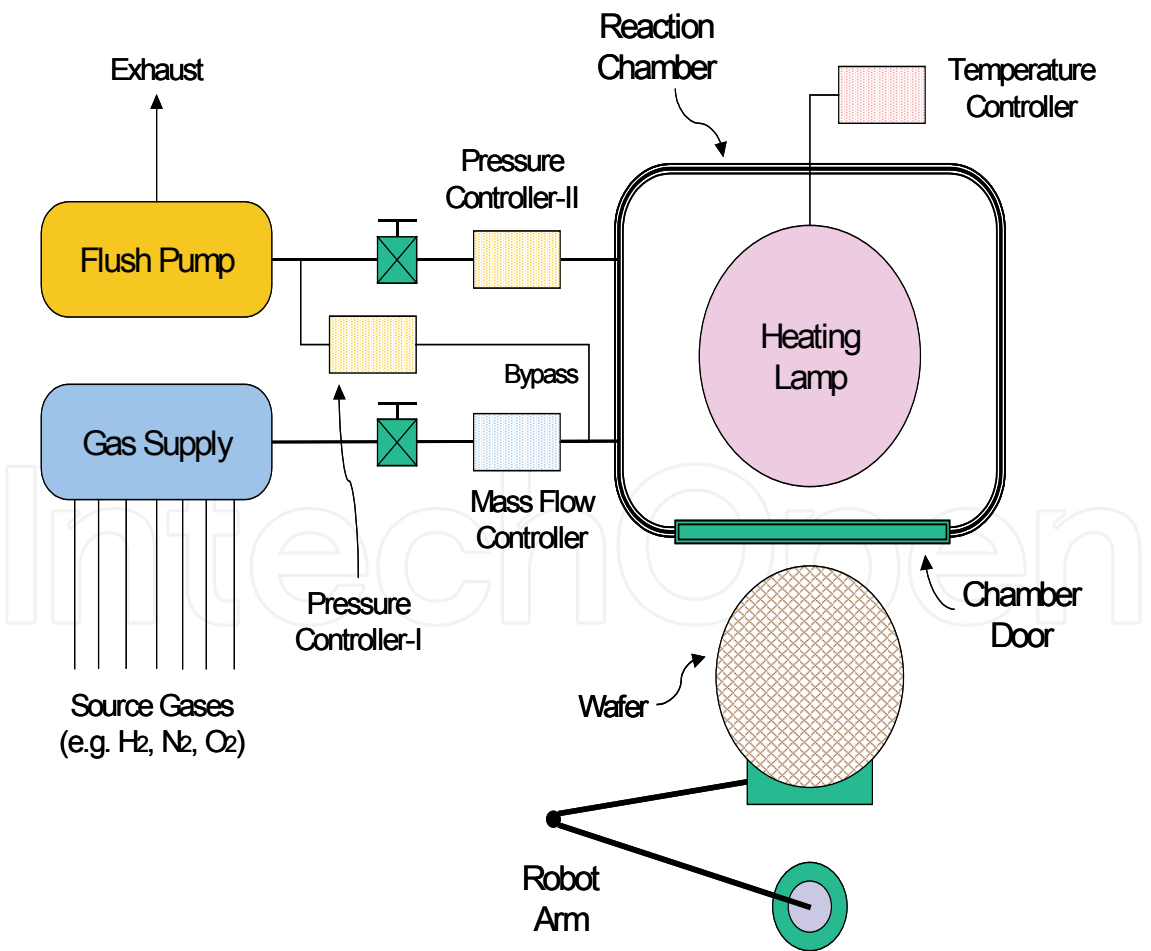 Reaction
Chamber
Exhaust
Temperature
Controller
Pressure
Controller-II
Flush Pump
Heating
Lamp
Bypass
Gas Supply
Mass Flow
Controller
Chamber
Door
Pressure
Controller-I
Wafer
Source Gases
(e.g. H2, N2, O2)
Robot
Arm
IntechOpen